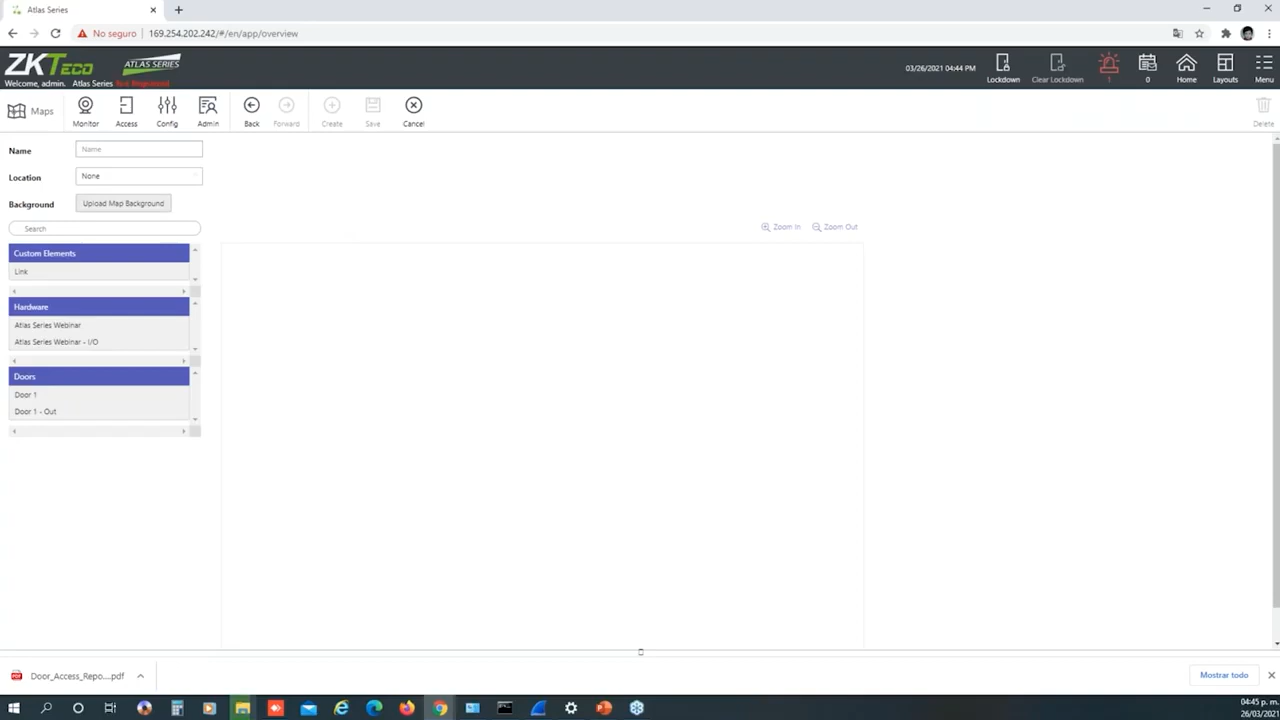 Atlas Series
No seguro
169.254.202.242/#/en/app/overview
ZKTeco
ATLAS SERIES
Welcome, admin. Atlas Series Not Registered
03/26/2021 04:44 PM
Lockdown
Clear Lockdown
1
0
Home
Layouts
Menu
Maps
Monitor
Access
Config
Admin
Back
Forward
Create
Save
Cancel
Delete
Name
Name
Location
None
Background
Upload Map Background
Search
Zoom In
Zoom Out
Custom Elements
Link
Hardware
Atlas Series Webinar
Atlas Series Webinar - I/O
Doors
Door 1
Door 1 - Out
Door_Access_Repo....pdf
Mostrar todo
04:45 p. m.
26/03/2021